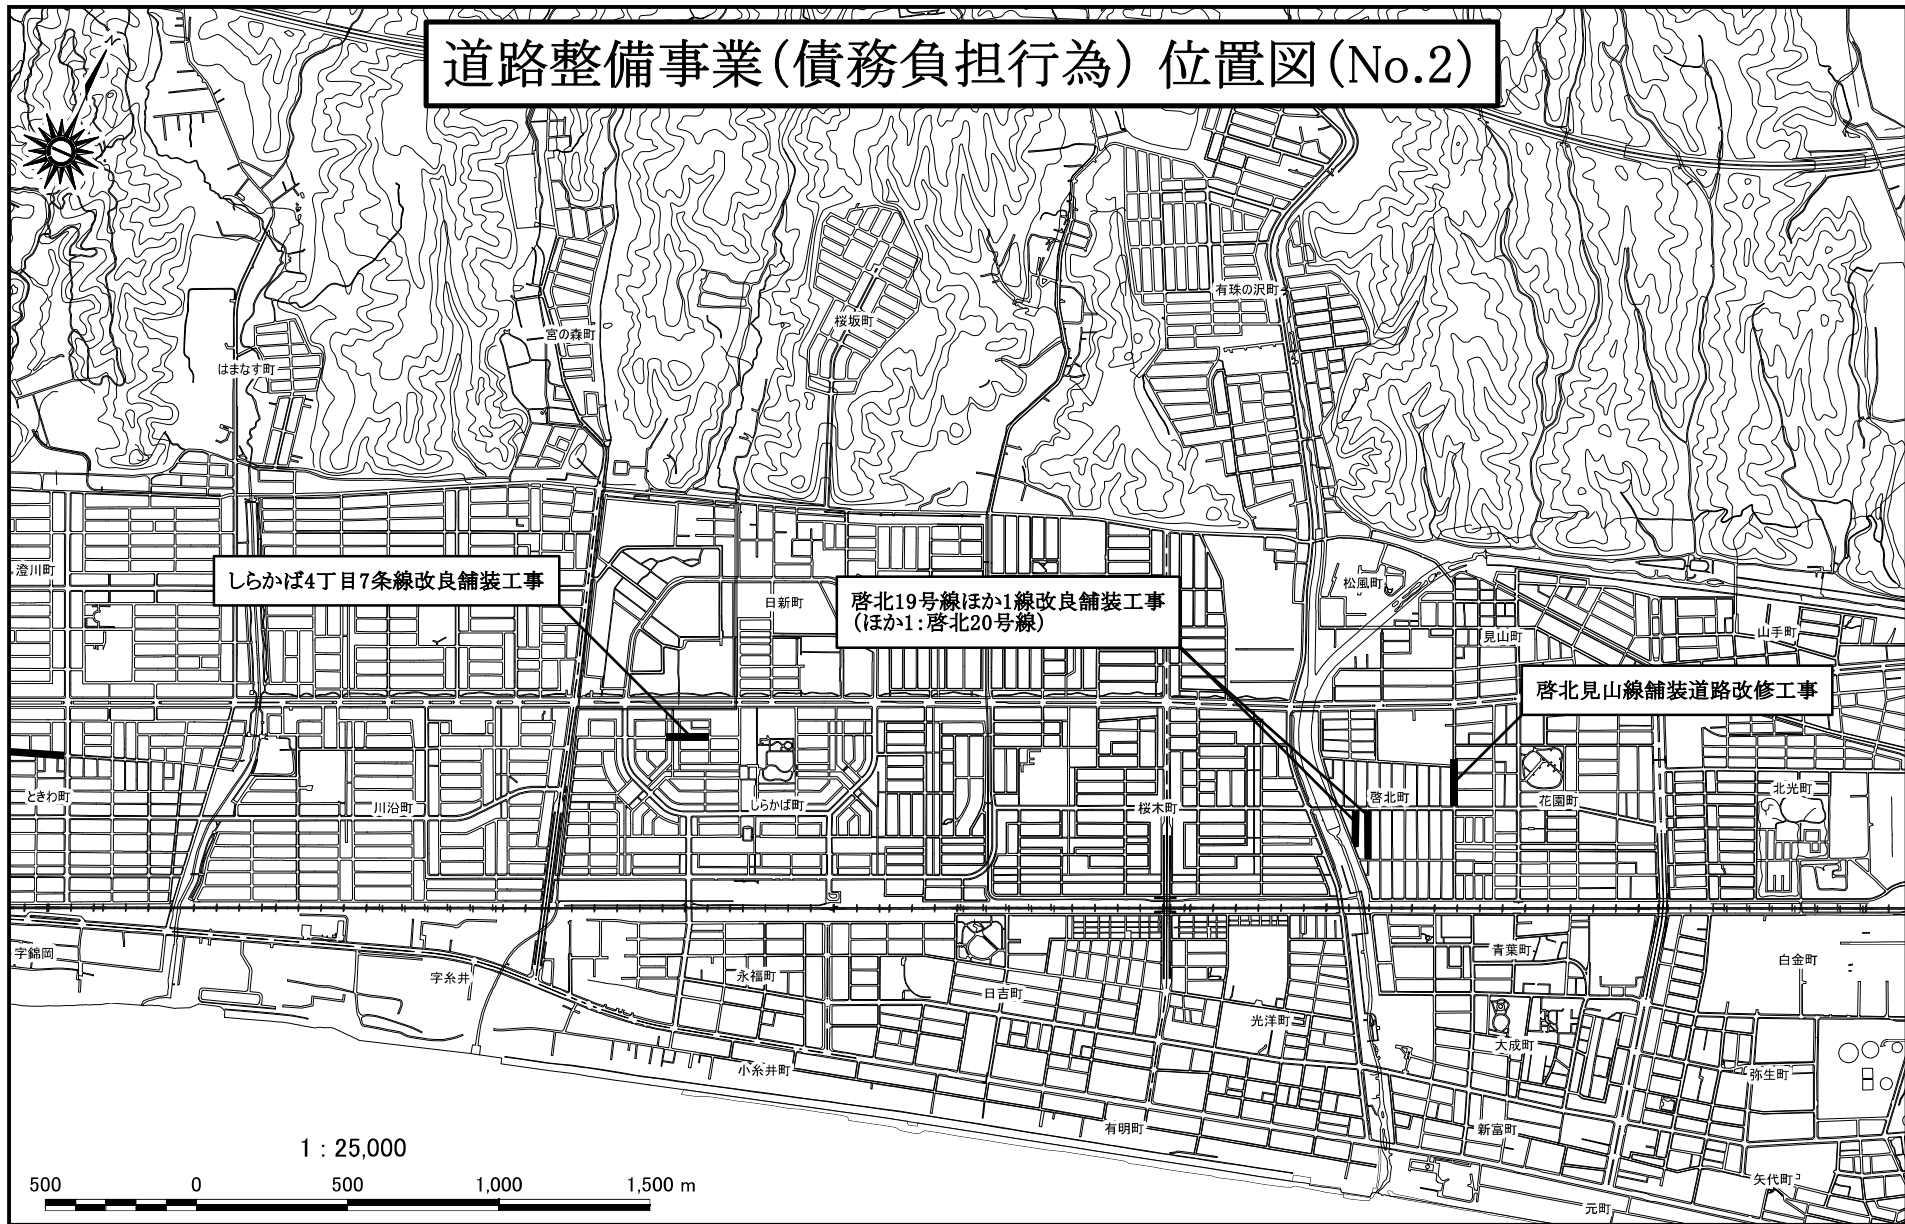 道路整備事業(債務負担行為) 位置図(No.2)
N
有珠の沢町
桜坂町
宮の森町
はまなす町
澄川町
しらかば4丁目7条線改良舗装工事
日新町
啓北19号線ほか1線改良舗装工事
(ほか1:啓北20号線)
松風町
見山町
山手町
啓北見山線舗装道路改修工事
ときわ町
川沿町
しらかば町
桜木町
啓北町
花園町
北光町
字錦岡
字糸井
永福町
日吉町
光洋町
青葉町
白金町
大成町
弥生町
小糸井町
有明町
新富町
矢代町
元町
1 : 25,000
500 0 500 1,000 1,500 m